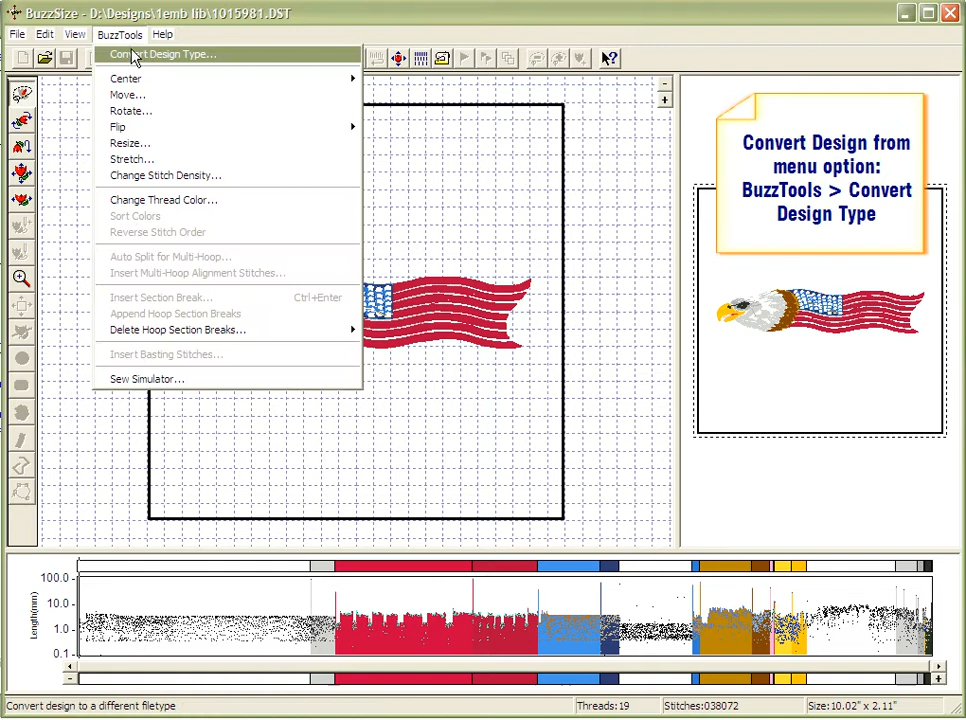 BuzzSize - D:\Designs\1emb lib\1015981.DST
File Edit View BuzzTools Help
Convert Design Type...
Center
Move...
Rotate...
Flip
Resize...
Stretch...
Change Stitch Density...
Change Thread Color...
Sort Colors
Reverse Stitch Order
Auto Split for Multi-Hoop...
Insert Multi-Hoop Alignment Stitches...
Insert Section Break... Ctrl+Enter
Append Hoop Section Breaks
Delete Hoop Section Breaks...
Insert Basting Stitches...
Sew Simulator...
Convert Design from
menu option:
BuzzTools > Convert
Design Type
Length(mm)
100.0
10.0
1.0
0.1
Convert design to a different filetype
Threads:19
Stitches:038072
Size:10.02" x 2.11"